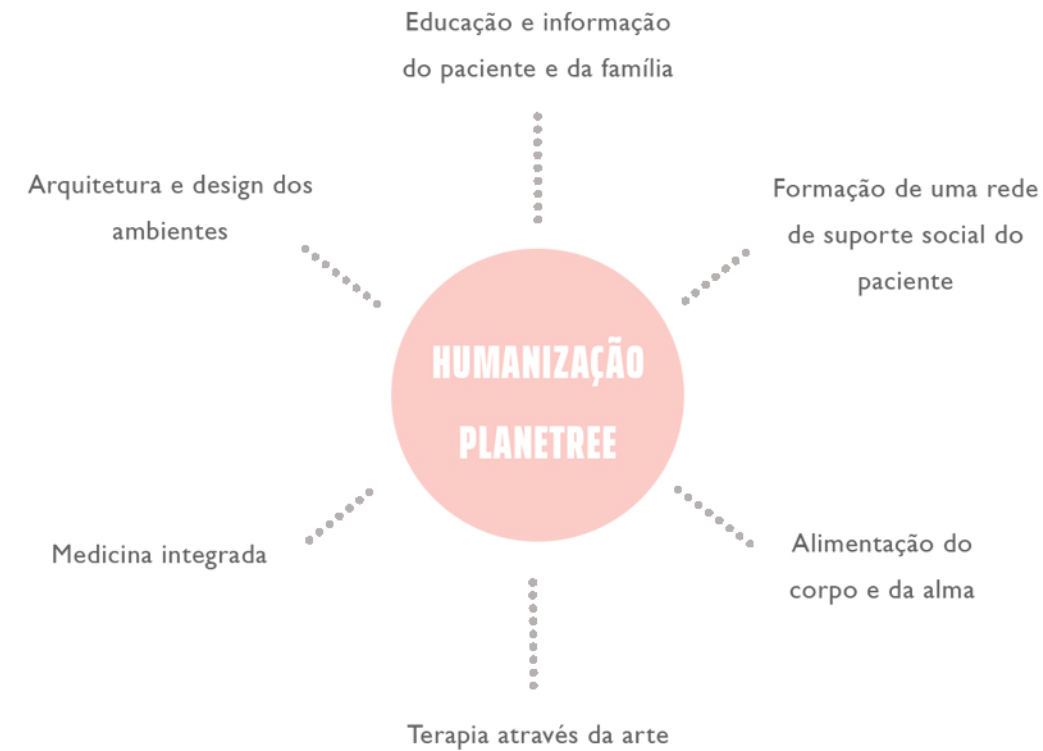 Educação e informação
do paciente e da família
Arquitetura e design dos
ambientes
Formação de uma rede
de suporte social do
paciente
HUMANIZAÇÃO
PLANETREE
Medicina integrada
Alimentação do
corpo e da alma
Terapia através da arte